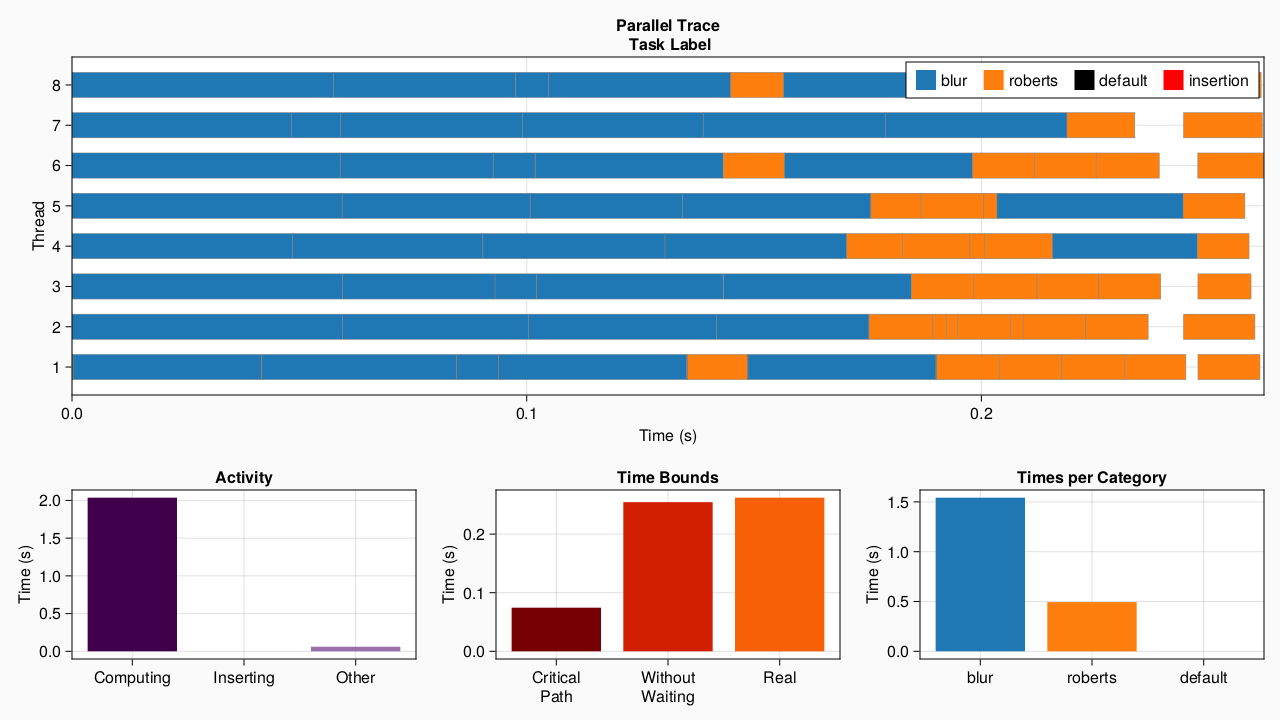 Parallel Trace
Task Label
blur roberts default insertion
Thread
8
7
6
5
4
3
2
1
0.0 0.1 0.2
Time (s)
Activity
Time (s)
2.0
1.5
1.0
0.5
0.0
Computing Inserting Other
Time Bounds
Time (s)
0.2
0.1
0.0
Critical Path
Without Waiting
Real
Times per Category
Time (s)
1.5
1.0
0.5
0.0
blur roberts default